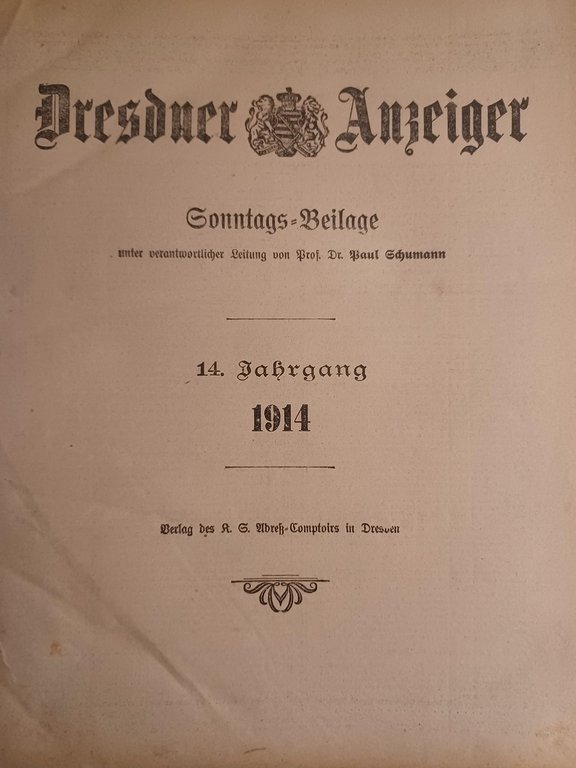 Dresdner Anzeiger
Sonntags-Beilage
unter verantwortlicher Leitung von Prof. Dr. Paul Schumann
14. Jahrgang
1914
Verlag des K. S. Adreß-Comptoirs in Dresden